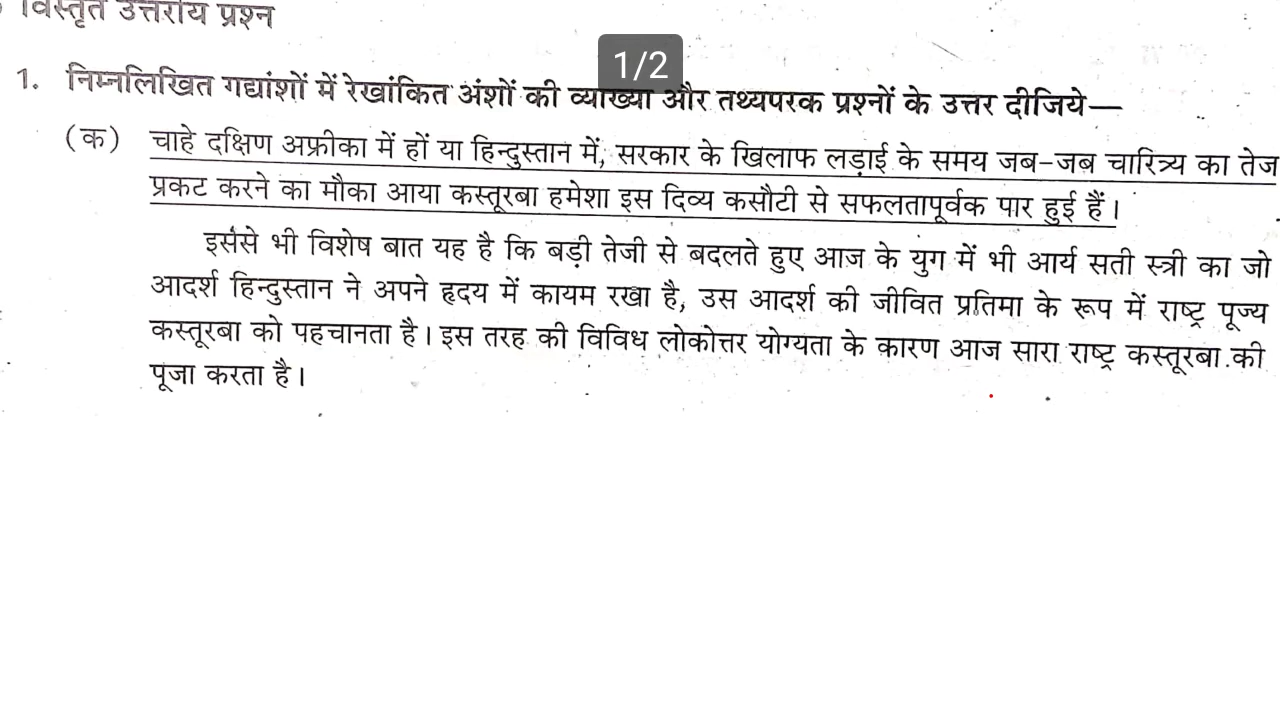 विस्तृत उत्तरीय प्रश्न
1/2
1. निम्नलिखित गद्यांशों में रेखांकित अंशों की व्याख्या और तथ्यपरक प्रश्नों के उत्तर दीजिये—
(क) चाहे दक्षिण अफ्रीका में हों या हिन्दुस्तान में, सरकार के खिलाफ लड़ाई के समय जब-जब चारित्र्य का तेज
प्रकट करने का मौका आया कस्तूरबा हमेशा इस दिव्य कसौटी से सफलतापूर्वक पार हुई हैं।
इससे भी विशेष बात यह है कि बड़ी तेजी से बदलते हुए आज के युग में भी आर्य सती स्त्री का जो
आदर्श हिन्दुस्तान ने अपने हृदय में कायम रखा है, उस आदर्श की जीवित प्रतिमा के रूप में राष्ट्र पूज्य
कस्तूरबा को पहचानता है। इस तरह की विविध लोकोत्तर योग्यता के कारण आज सारा राष्ट्र कस्तूरबा की
पूजा करता है।